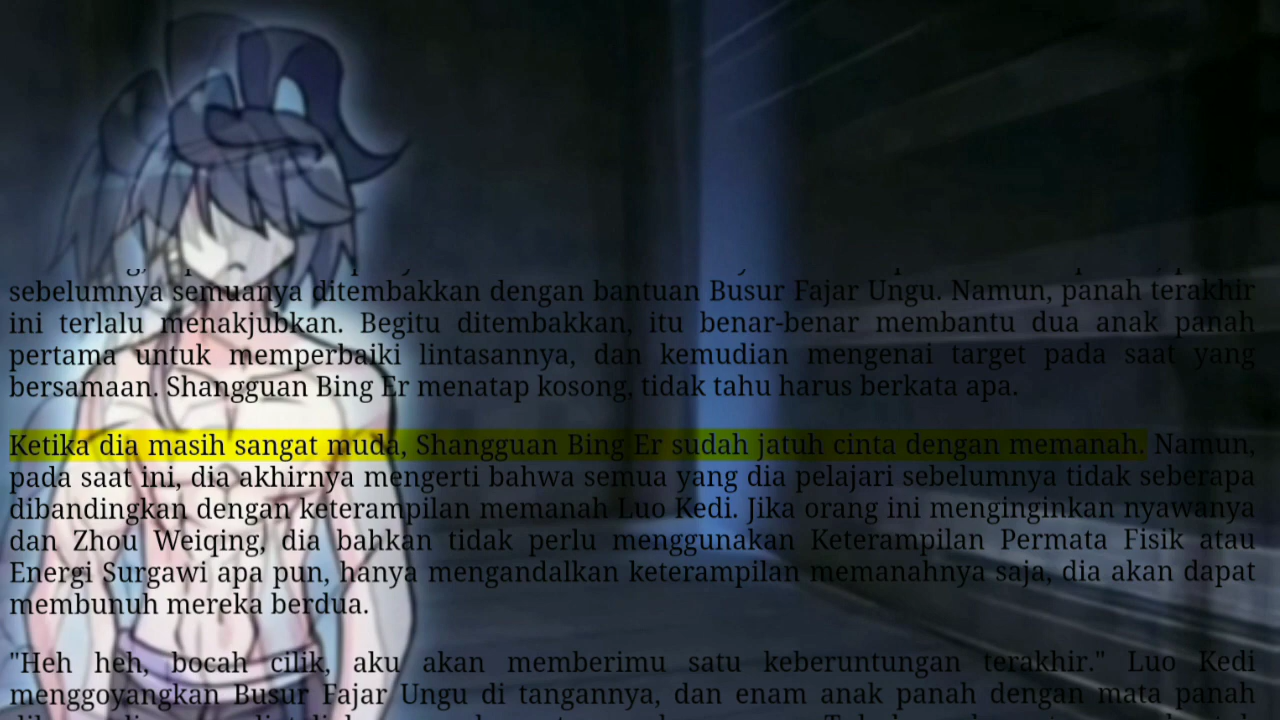 sebelumnya semuanya ditembakkan dengan bantuan Busur Fajar Ungu. Namun, panah terakhir
ini terlalu menakjubkan. Begitu ditembakkan, itu benar-benar membantu dua anak panah
pertama untuk memperbaiki lintasannya, dan kemudian mengenai target pada saat yang
bersamaan. Shangguan Bing Er menatap kosong, tidak tahu harus berkata apa.
Ketika dia masih sangat muda, Shangguan Bing Er sudah jatuh cinta dengan memanah. Namun,
pada saat ini, dia akhirnya mengerti bahwa semua yang dia pelajari sebelumnya tidak seberapa
dibandingkan dengan keterampilan memanah Luo Kedi. Jika orang ini menginginkan nyawanya
dan Zhou Weiqing, dia bahkan tidak perlu menggunakan Keterampilan Permata Fisik atau
Energi Surgawi apa pun, hanya mengandalkan keterampilan memanahnya saja, dia akan dapat
membunuh mereka berdua.
"Heh heh, bocah cilik, aku akan memberimu satu keberuntungan terakhir." Luo Kedi
menggoyangkan Busur Fajar Ungu di tangannya, dan enam anak panah dengan mata panah